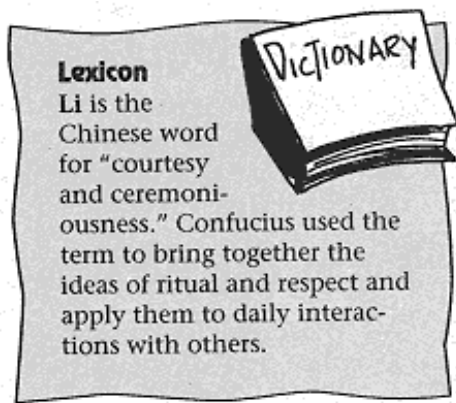 DICTIONARY
Lexicon
Li is the
Chinese word
for "courtesy
and ceremoni-
ousness." Confucius used the
term to bring together the
ideas of ritual and respect and
apply them to daily interac-
tions with others.